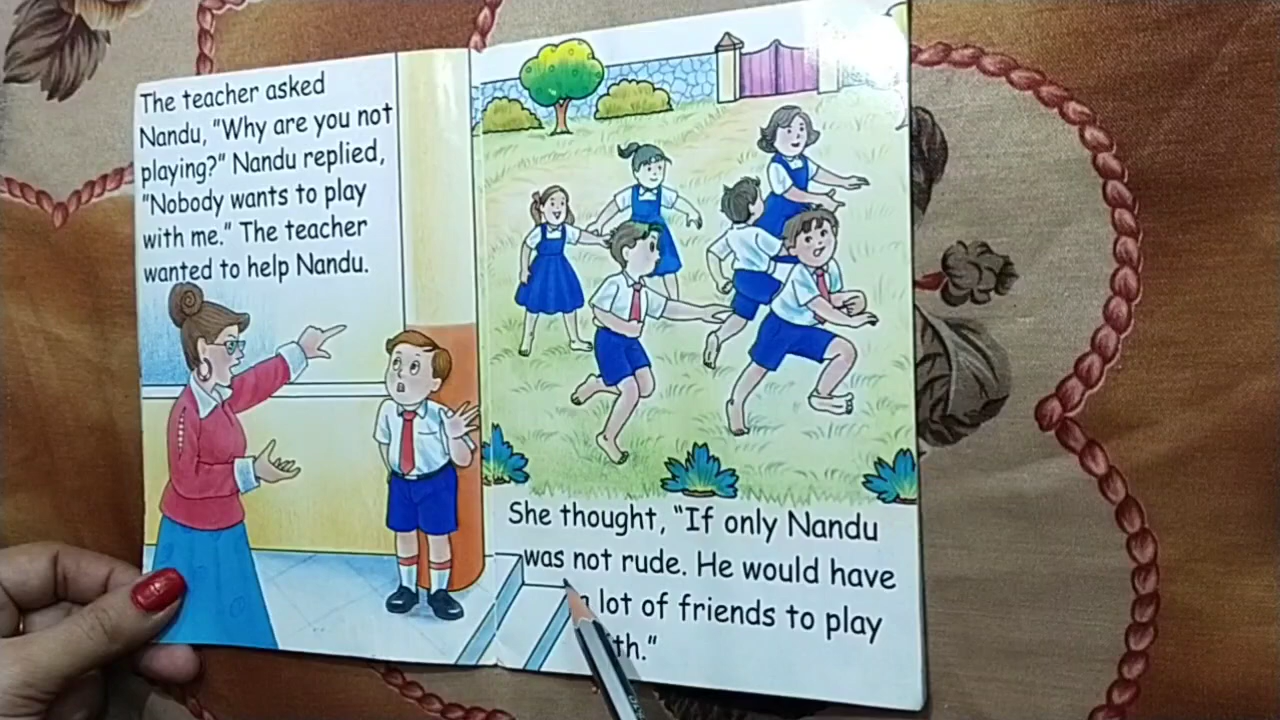 The teacher asked
Nandu, "Why are you not
playing?" Nandu replied,
"Nobody wants to play
with me." The teacher
wanted to help Nandu.
She thought, "If only Nandu
was not rude. He would have
lot of friends to play